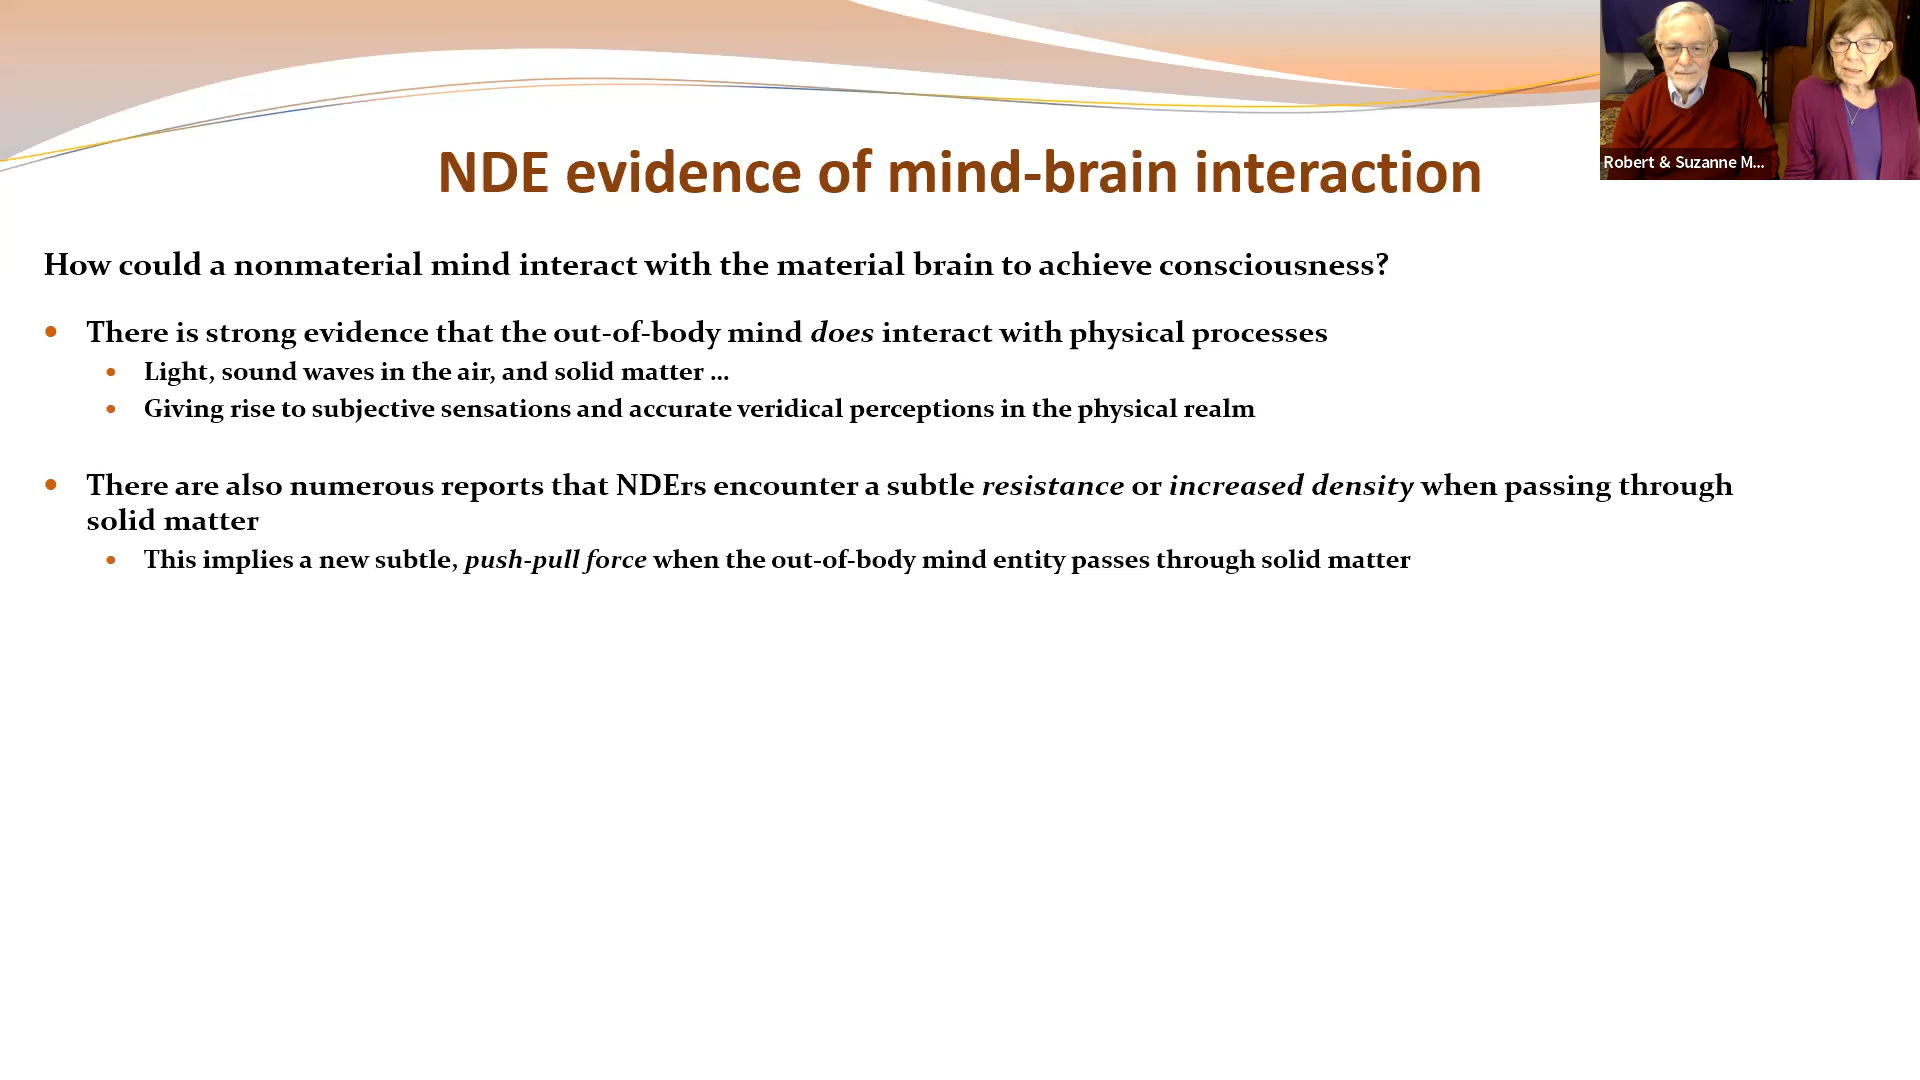 Robert & Suzanne M...
NDE evidence of mind-brain interaction
How could a nonmaterial mind interact with the material brain to achieve consciousness?
• There is strong evidence that the out-of-body mind does interact with physical processes
• Light, sound waves in the air, and solid matter ...
• Giving rise to subjective sensations and accurate veridical perceptions in the physical realm
• There are also numerous reports that NDErs encounter a subtle resistance or increased density when passing through
solid matter
• This implies a new subtle, push-pull force when the out-of-body mind entity passes through solid matter